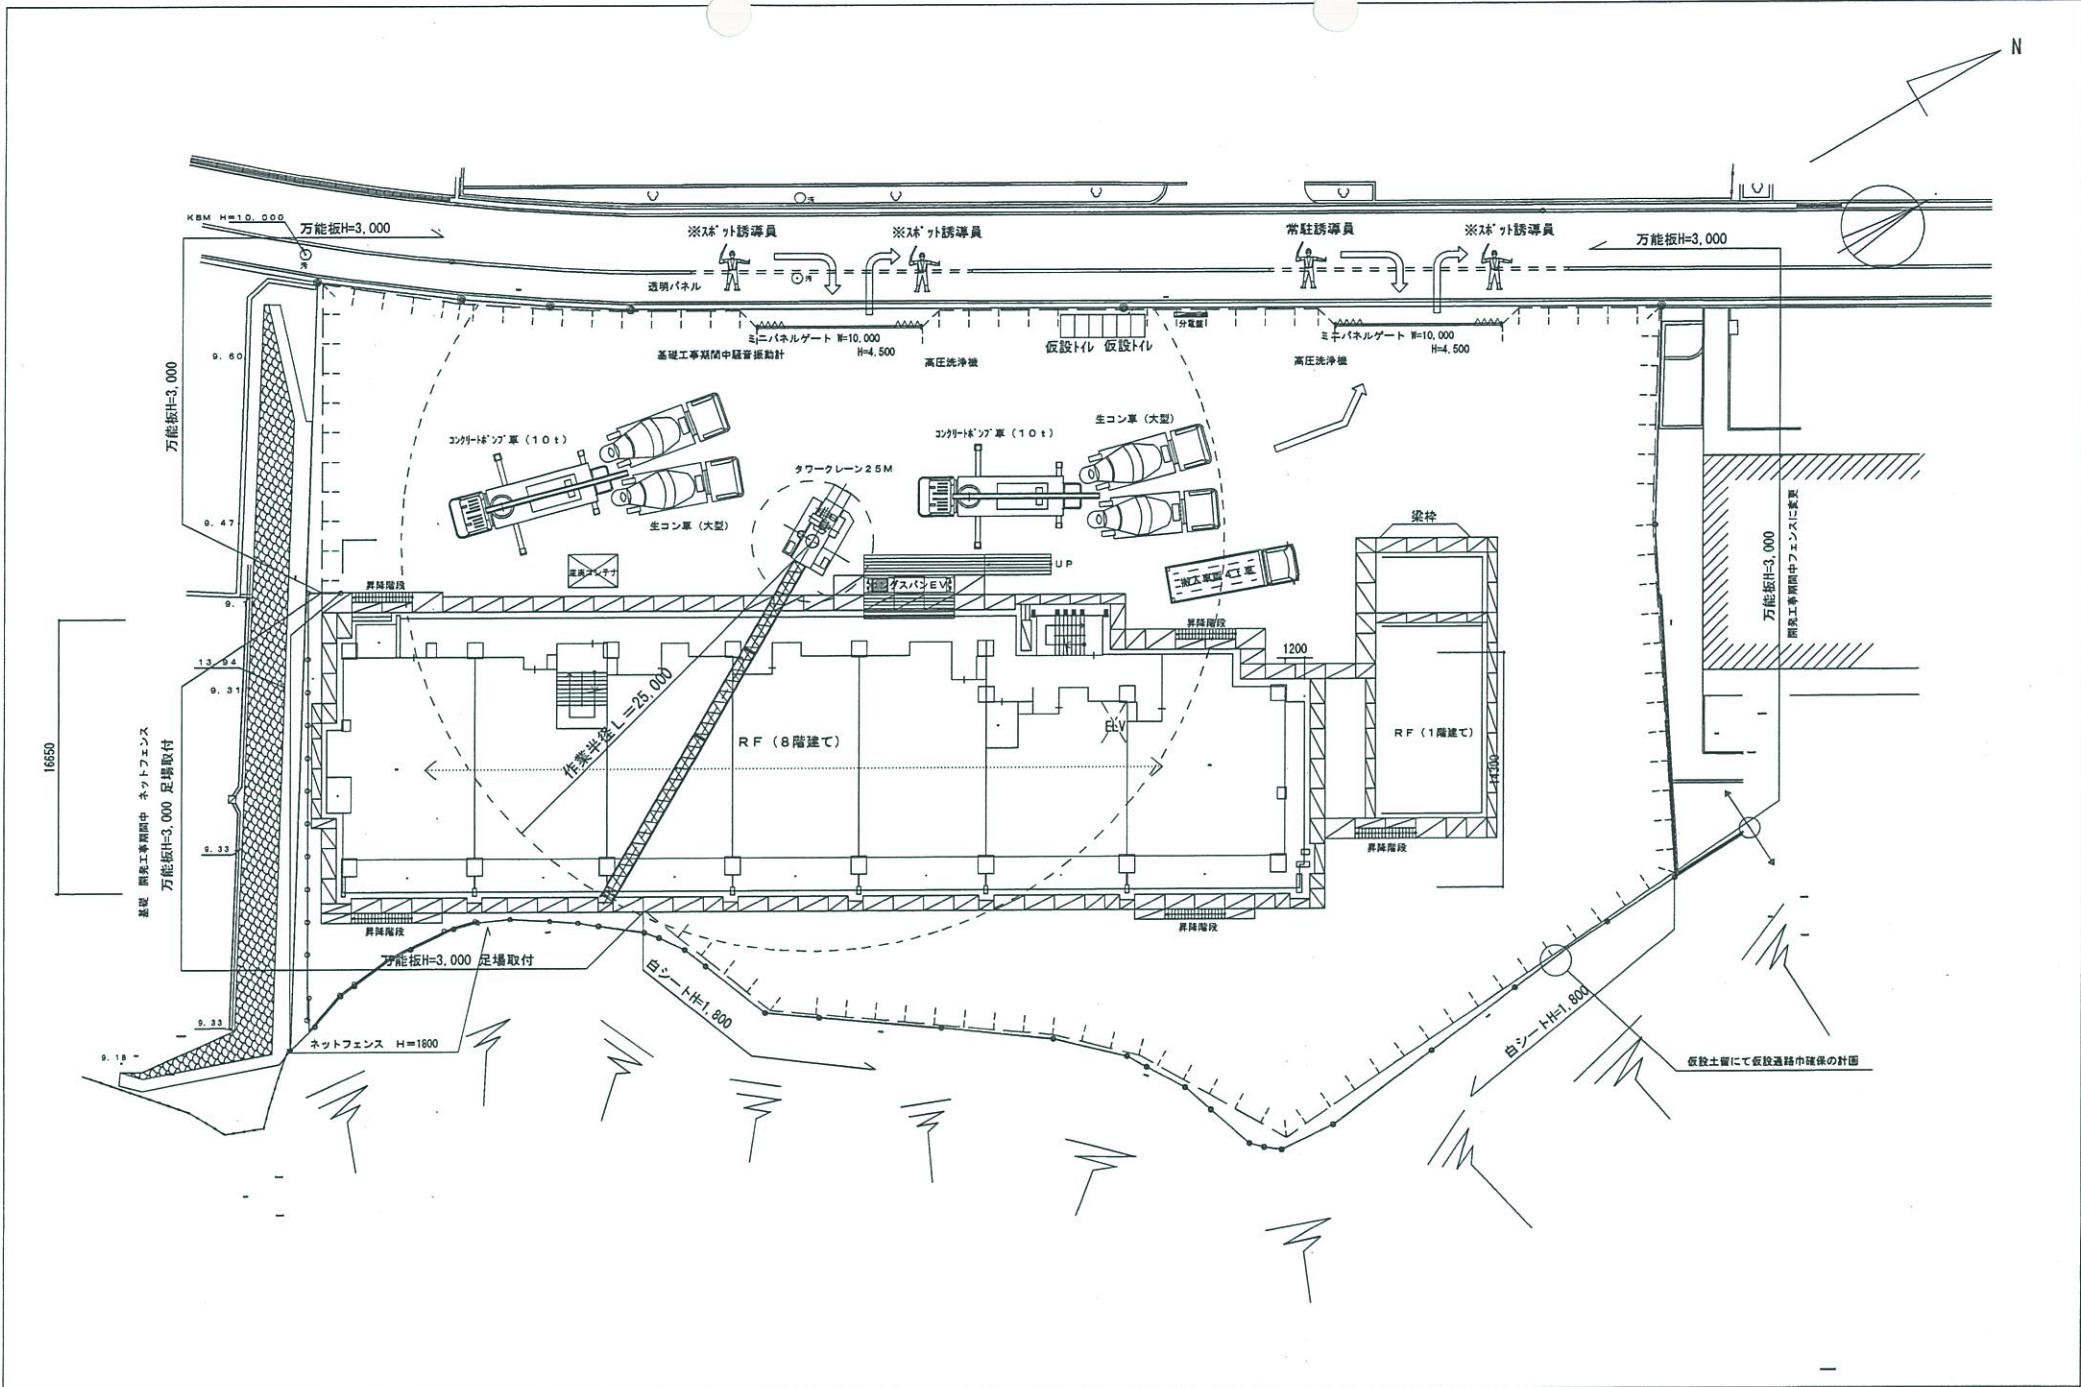 N
KBM H=10,000
万能板H=3,000
※スポット誘導員
※スポット誘導員
常駐誘導員
※スポット誘導員
万能板H=3,000
汚
汚
汚
透明パネル
ミニパネルゲート W=10,000
H=4,500
基礎工事期間中騒音振動計
高圧洗浄機
仮設トイレ 仮設トイレ
分電盤
ミニパネルゲート W=10,000
H=4,500
高圧洗浄機
9.60
万能板H=3,000
コンクリートポンプ車(10t)
生コン車(大型)
タワークレーン25M
コンクリートポンプ車(10t)
生コン車(大型)
9.47
UP
梁枠
万能板H=3,000
開発工事期間中フェンスに変更
昇降階段
昇降階段
1200
13.94
9.31
16650
基礎 開発工事期間中 ネットフェンス
万能板H=3,000 足場取付
作業半径L=25,000
RF(8階建て)
ELV
RF(1階建て)
14300
9.33
昇降階段
昇降階段
昇降階段
万能板H=3,000 足場取付
白シートH=1,800
9.33
ネットフェンス H=1800
9.18
白シートH=1,800
仮設土留にて仮設通路巾確保の計画